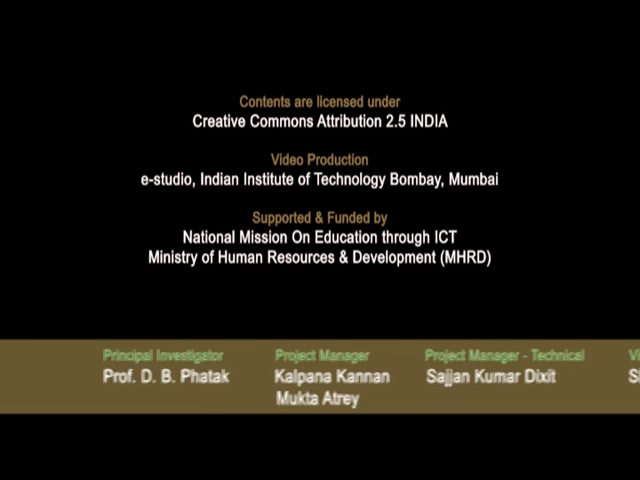 Contents are licensed under
Creative Commons Attribution 2.5 INDIA
Video Production
e-studio, Indian Institute of Technology Bombay, Mumbai
Supported & Funded by
National Mission On Education through ICT
Ministry of Human Resources & Development (MHRD)
Principal Investigator
Prof. D. B. Phatak
Project Manager
Kalpana Kannan
Mukta Atrey
Project Manager - Technical
Sajjan Kumar Dixit